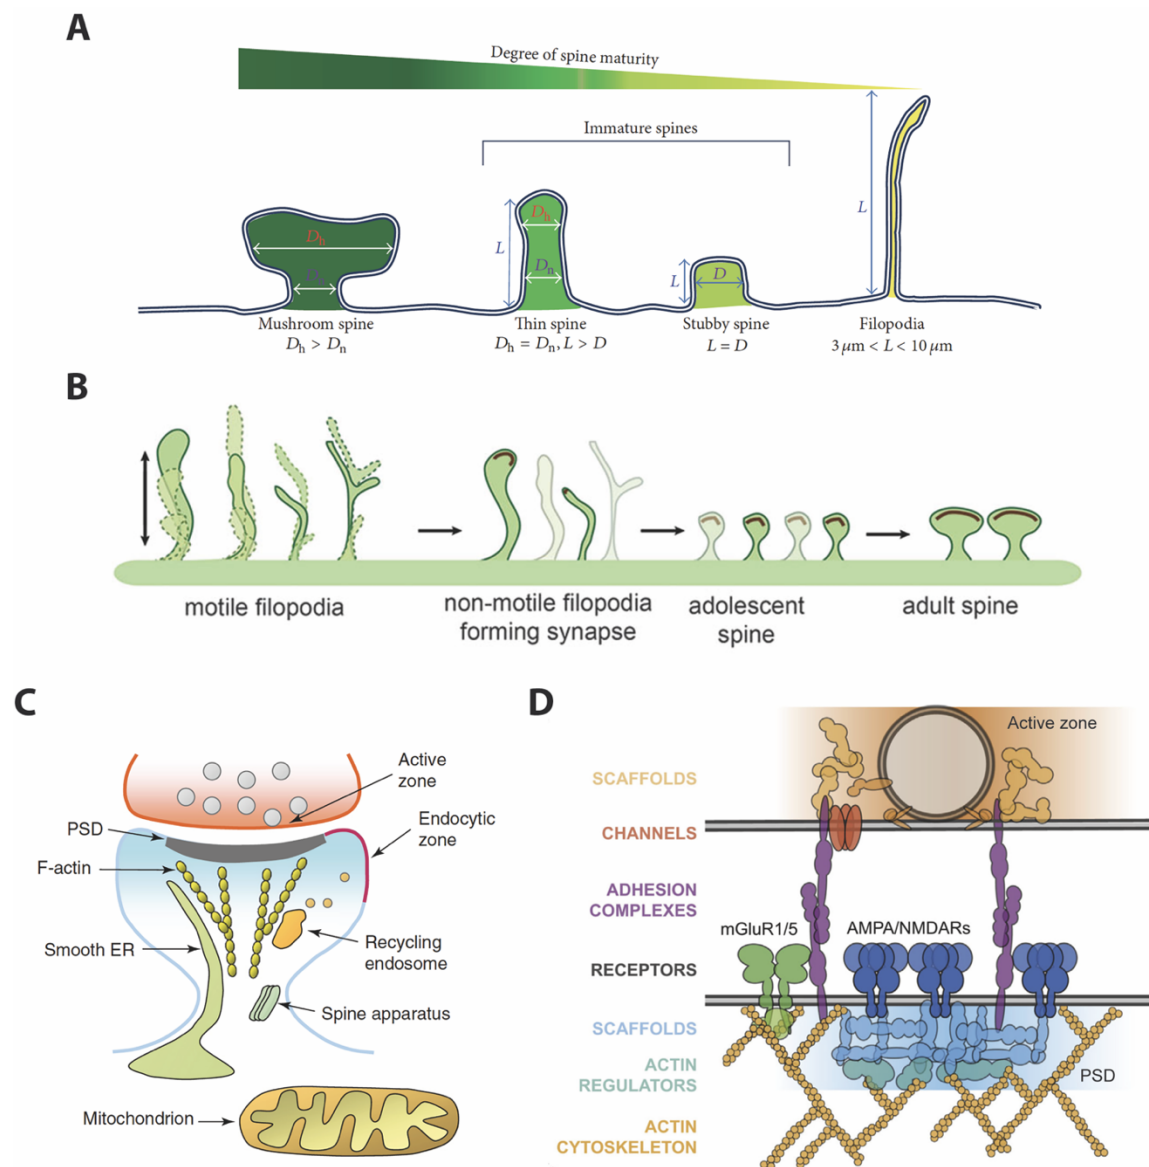 A
Degree of spine maturity
Immature spines
Dh
Dn
L
Dh
Dn
L
D
L
Mushroom spine
Dh > Dn
Thin spine
Dh = Dn, L > D
Stubby spine
L = D
Filopodia
3 μm < L < 10 μm
B
motile filopodia
non-motile filopodia
forming synapse
adolescent
spine
adult spine
C
Active
zone
PSD
Endocytic
zone
F-actin
Smooth ER
Recycling
endosome
Spine apparatus
Mitochondrion
D
Active zone
SCAFFOLDS
CHANNELS
ADHESION
COMPLEXES
mGluR1/5
AMPA/NMDARs
RECEPTORS
SCAFFOLDS
ACTIN
REGULATORS
PSD
ACTIN
CYTOSKELETON